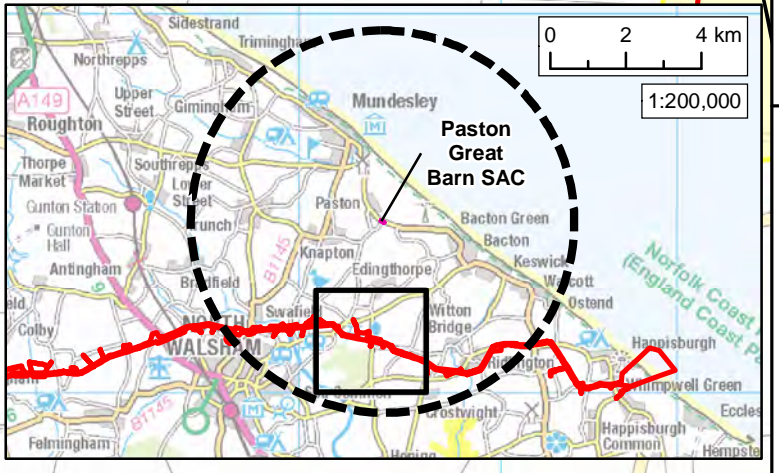 Sidestrand
Trimingham
Northrepps
0 2 4 km
1:200,000
A149
Upper
Street
Gimingham
Mundesley
Roughton
Paston
Great
Barn SAC
Thorpe
Market
Southrepps
Lower
Street
Gunton Station
Paston
Trunch
Bacton Green
Gunton
Hall
Bacton
B1145
Knapton
Keswick
Antingham
Edingthorpe
Norfolk Coast
(England Coast
Bradfield
Walcott
Swafield
Witton
Bridge
Ostend
Colby
NORTH
WALSHAM
Happisburgh
Ridlington
Whimpwell Green
Common
Crostwight
B1145
Eccles
Happisburgh
Common
Felmingham
Honing
Hempste